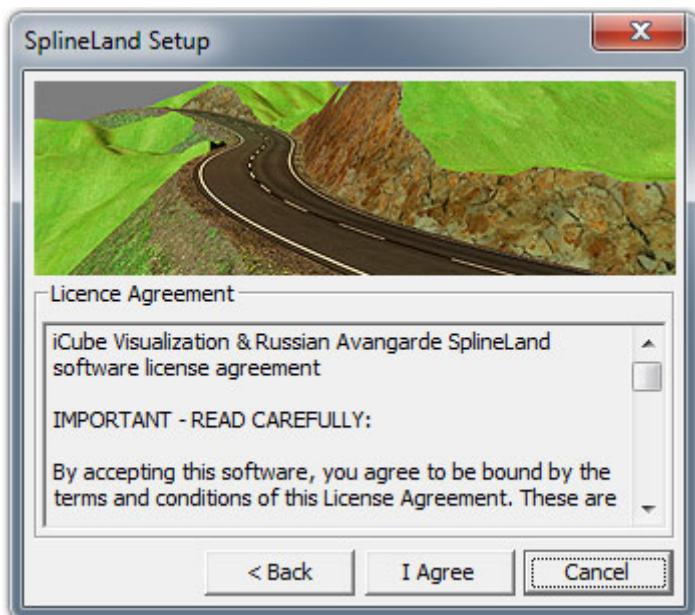 SplineLand Setup
Licence Agreement
iCube Visualization & Russian Avangarde SplineLand
software license agreement
IMPORTANT - READ CAREFULLY:
By accepting this software, you agree to be bound by the
terms and conditions of this License Agreement. These are
< Back
I Agree
Cancel